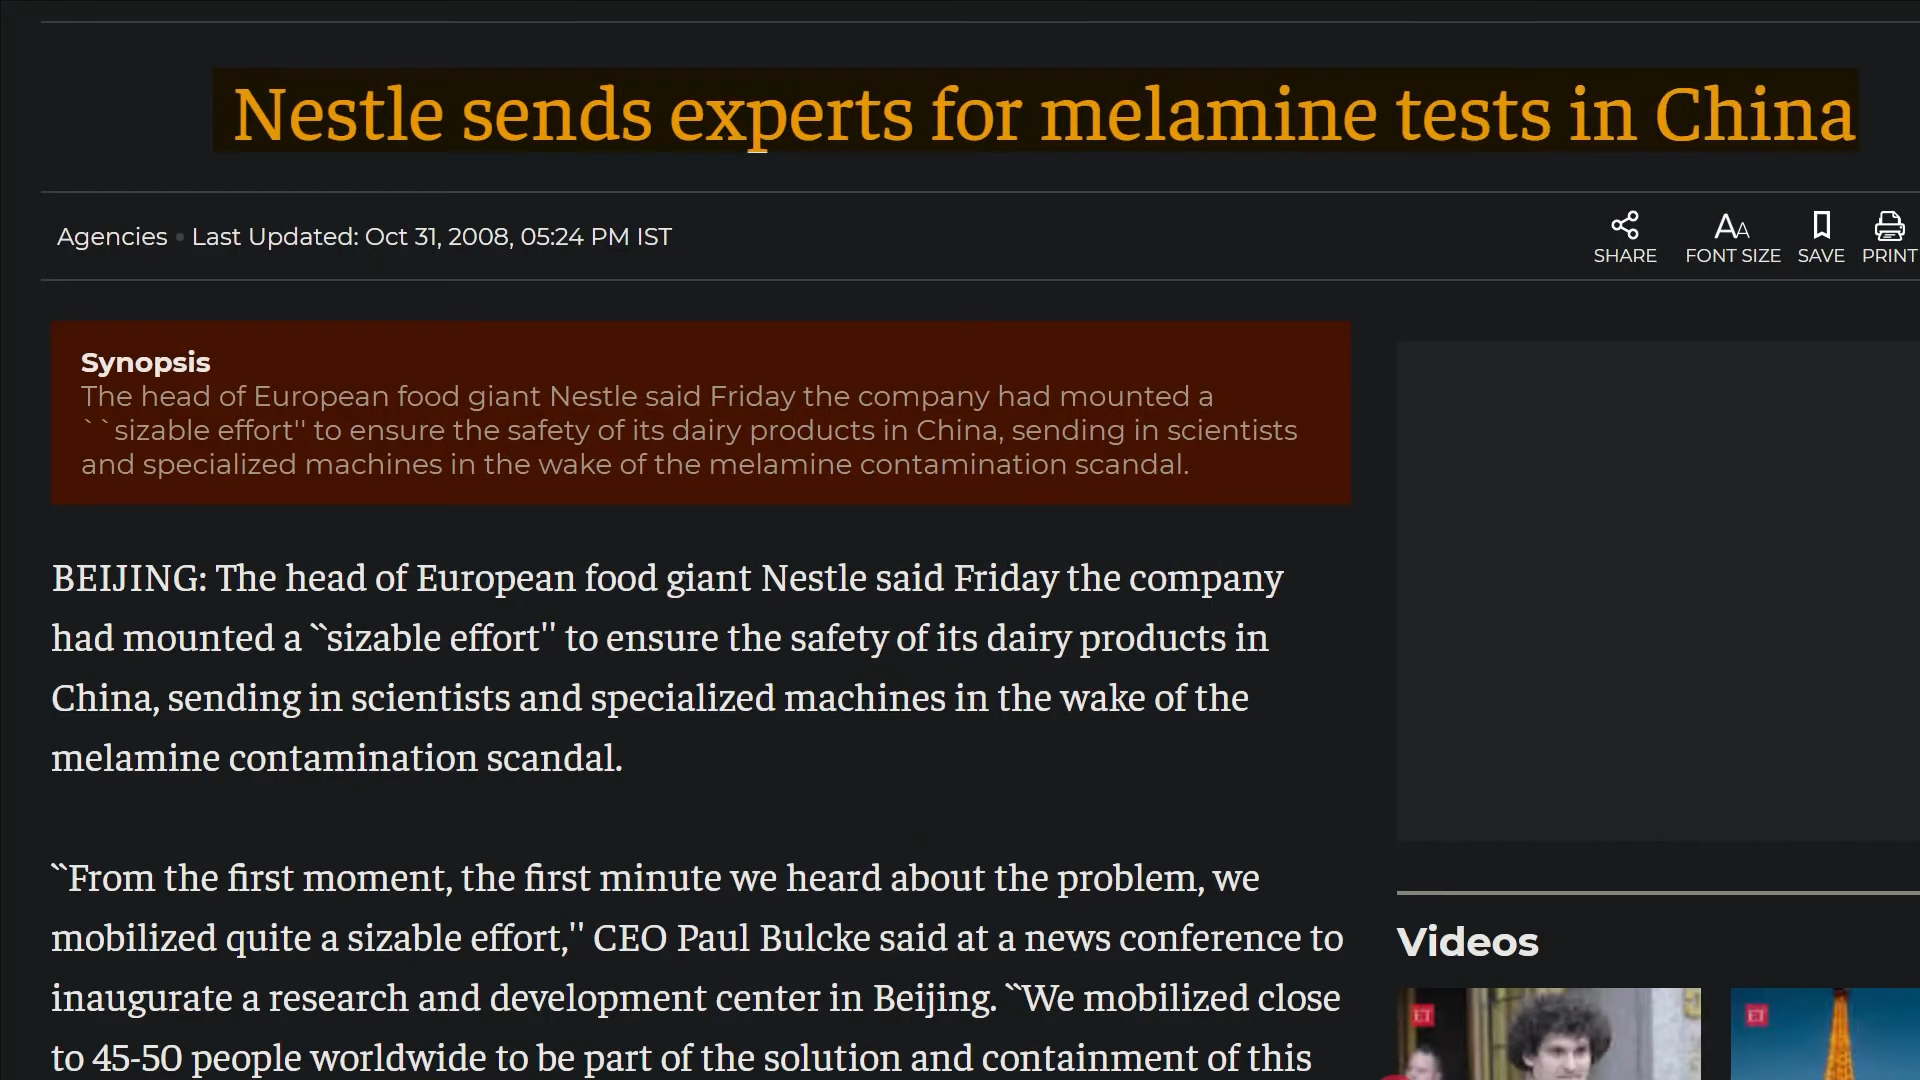 Nestle sends experts for melamine tests in China
Agencies • Last Updated: Oct 31, 2008, 05:24 PM IST
SHARE
AA
FONT SIZE
SAVE
PRINT
Synopsis
The head of European food giant Nestle said Friday the company had mounted a
``sizable effort'' to ensure the safety of its dairy products in China, sending in scientists
and specialized machines in the wake of the melamine contamination scandal.
BEIJING: The head of European food giant Nestle said Friday the company
had mounted a ``sizable effort'' to ensure the safety of its dairy products in
China, sending in scientists and specialized machines in the wake of the
melamine contamination scandal.
``From the first moment, the first minute we heard about the problem, we
mobilized quite a sizable effort,'' CEO Paul Bulcke said at a news conference to
inaugurate a research and development center in Beijing. ``We mobilized close
to 45-50 people worldwide to be part of the solution and containment of this
Videos
ET
ET